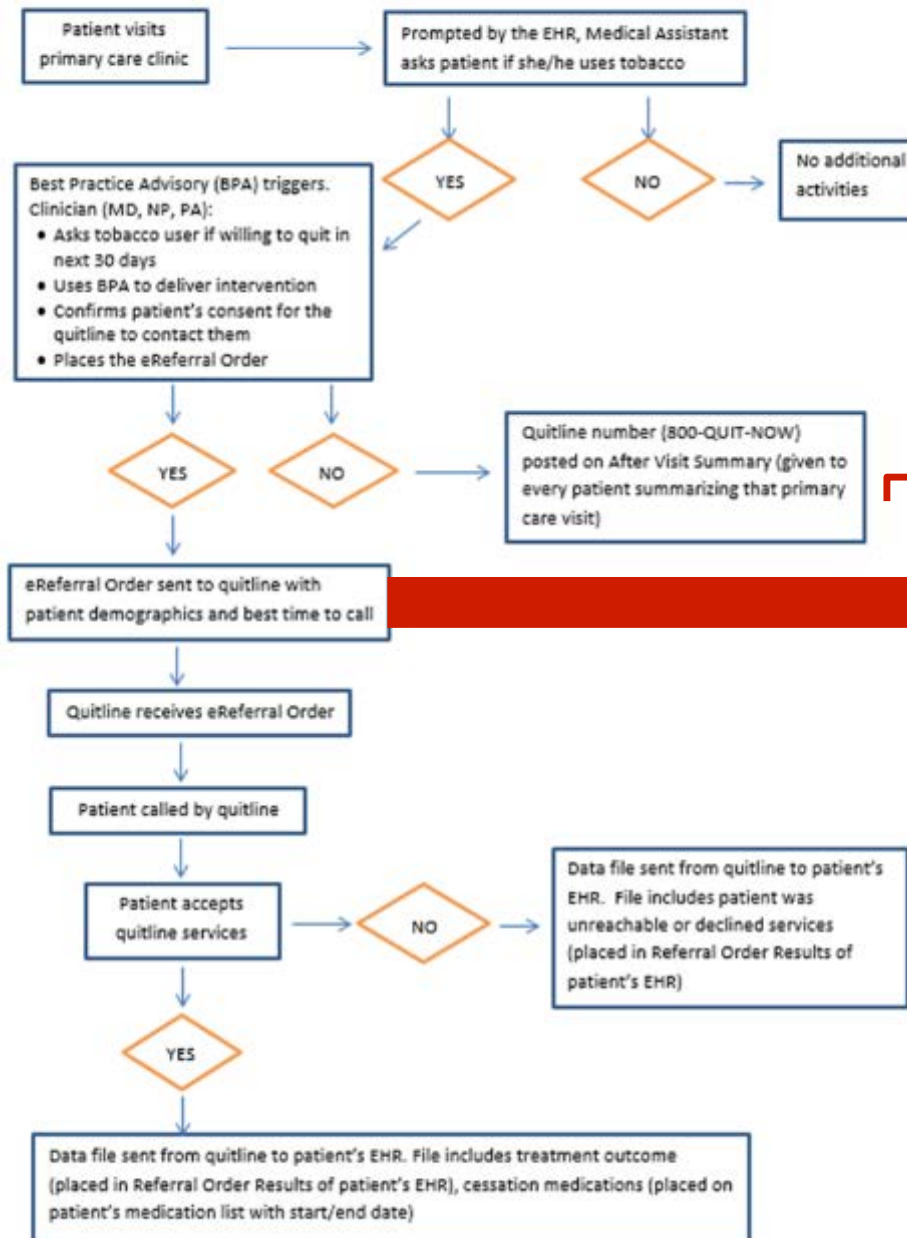 Patient visits
primary care clinic
Prompted by the EHR, Medical Assistant
asks patient if she/he uses tobacco
YES
NO
No additional
activities
Best Practice Advisory (BPA) triggers.
Clinician (MD, NP, PA):
• Asks tobacco user if willing to quit in
next 30 days
• Uses BPA to deliver intervention
• Confirms patient's consent for the
quitline to contact them
• Places the eReferral Order
YES
NO
Quitline number (800-QUIT-NOW)
posted on After Visit Summary (given to
every patient summarizing that primary
care visit)
eReferral Order sent to quitline with
patient demographics and best time to call
Quitline receives eReferral Order
Patient called by quitline
Patient accepts
quitline services
NO
Data file sent from quitline to patient's
EHR. File includes patient was
unreachable or declined services
(placed in Referral Order Results of
patient's EHR)
YES
Data file sent from quitline to patient's EHR. File includes treatment outcome
(placed in Referral Order Results of patient's EHR), cessation medications (placed on
patient's medication list with start/end date)